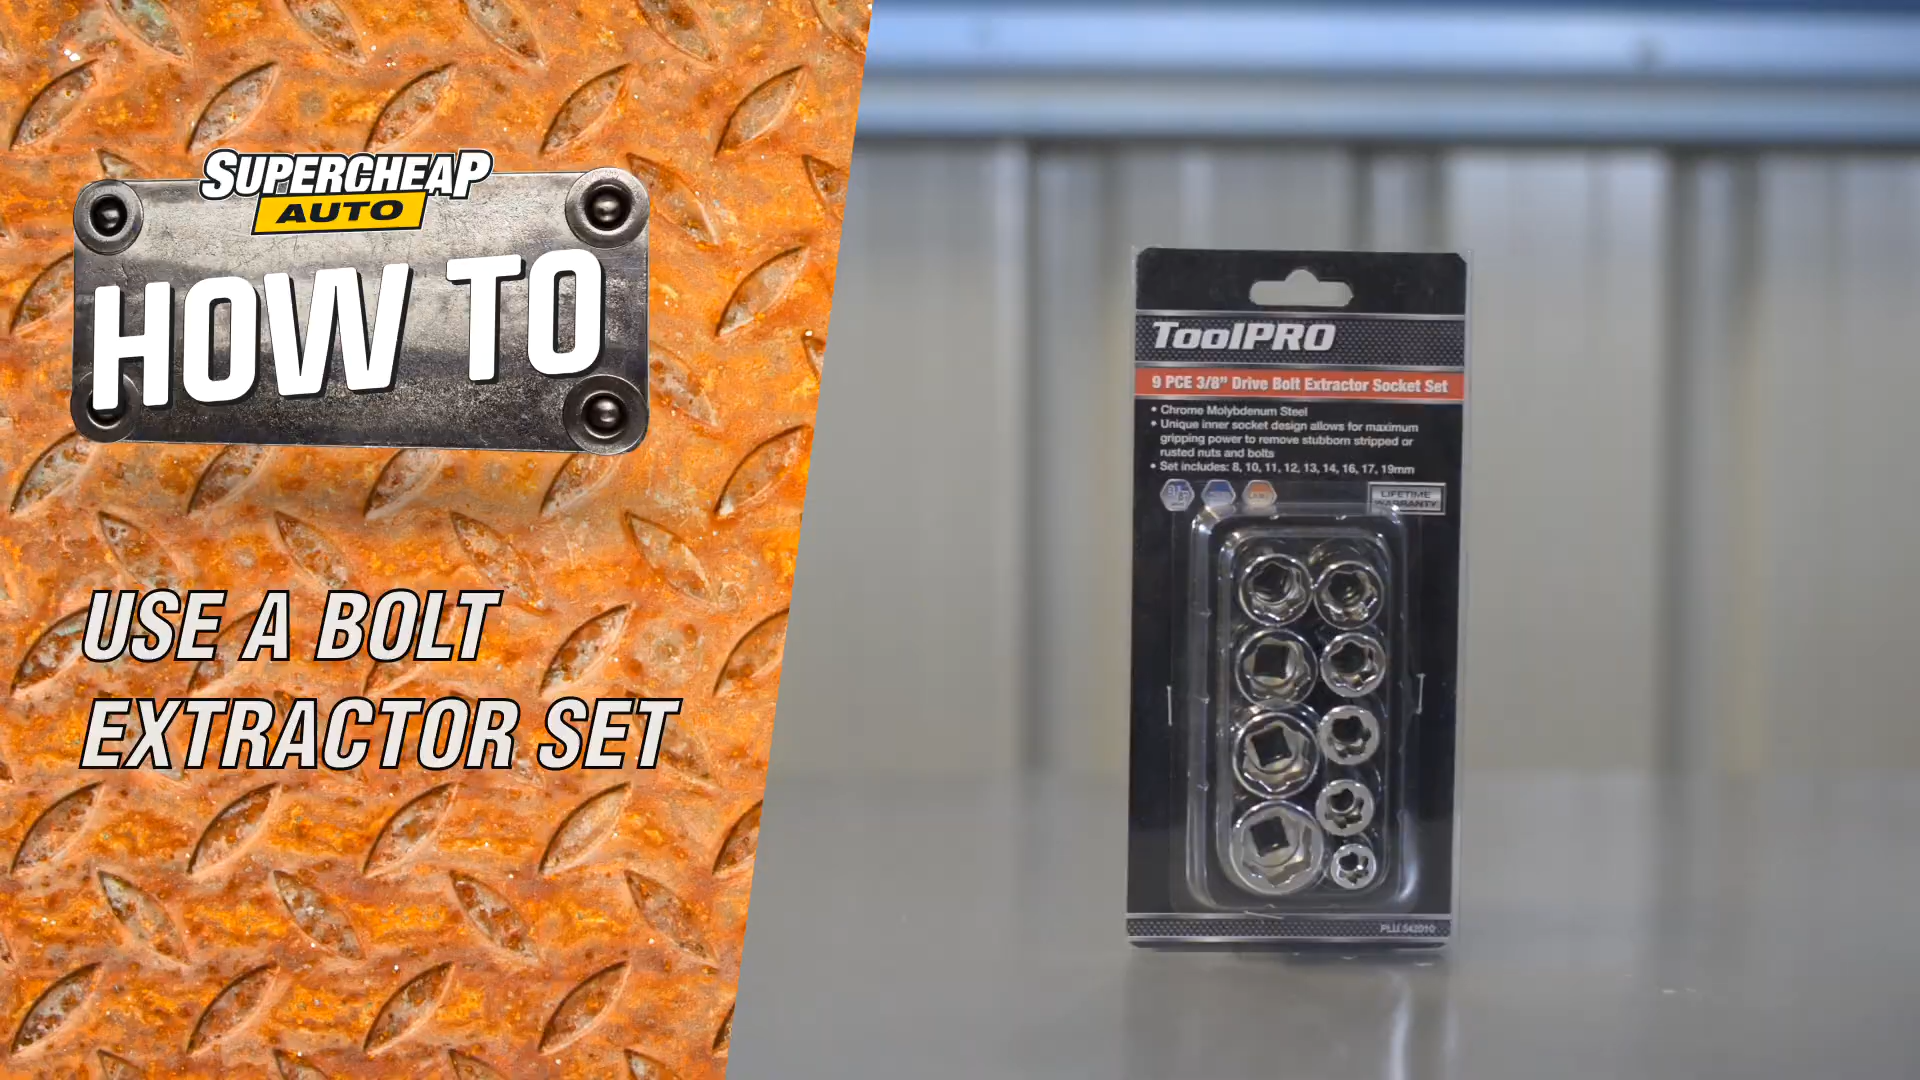 SUPERCHEAP
AUTO
HOW TO
USE A BOLT
EXTRACTOR SET
ToolPRO
9 PCE 3/8” Drive Bolt Extractor Socket Set
• Chrome Molybdenum Steel
• Unique inner socket design allows for maximum
gripping power to remove stubborn stripped or
rusted nuts and bolts
• Set includes: 8, 10, 11, 12, 13, 14, 16, 17, 19mm
LIFETIME
WARRANTY
PLU 542010